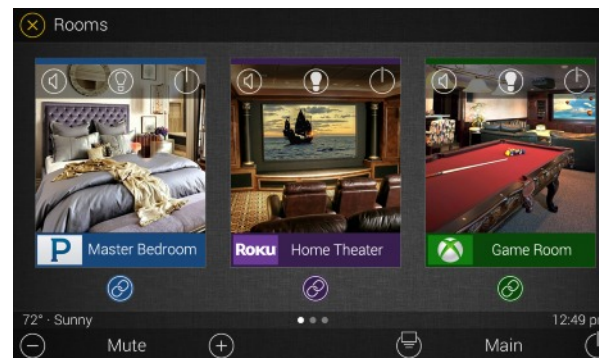 Rooms
P Master Bedroom
ROKU Home Theater
Game Room
72° · Sunny
12:49 p
Mute
Main